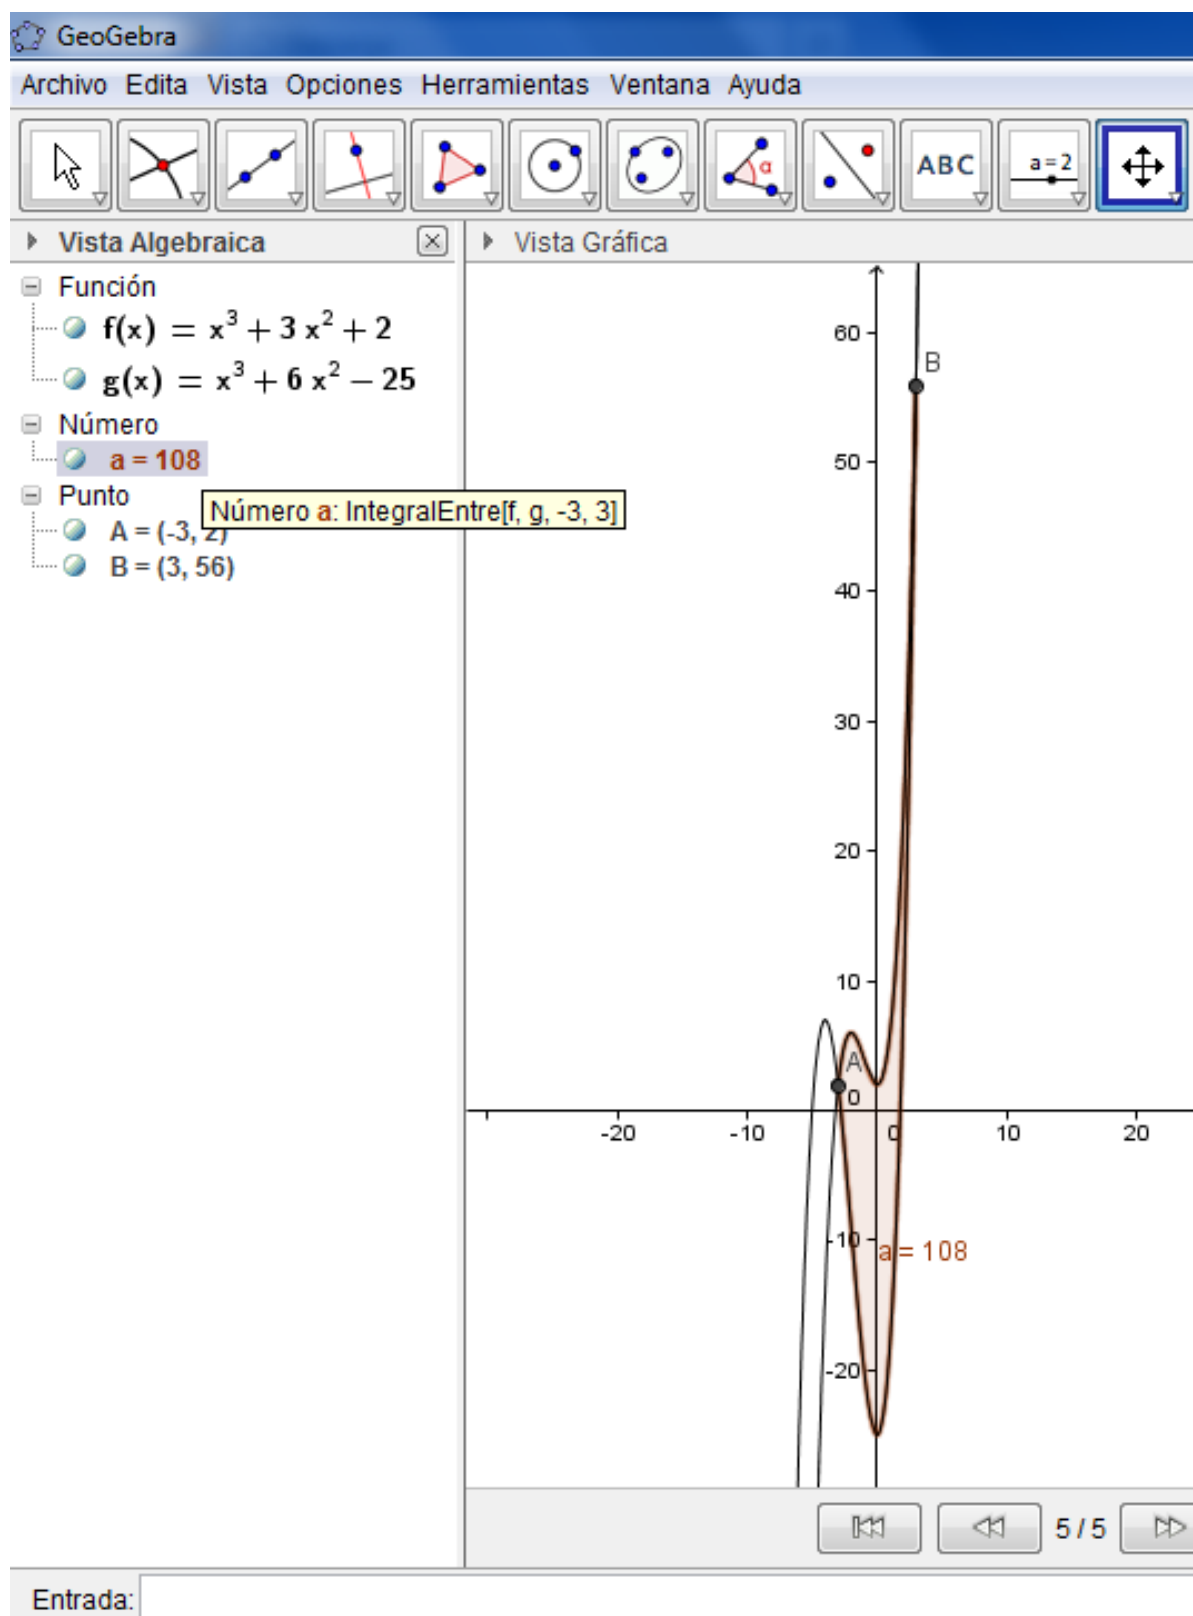 GeoGebra
Archivo Edita Vista Opciones Herramientas Ventana Ayuda
α ABC a = 2
Vista Algebraica
Vista Gráfica
Función
f(x) = x³ + 3 x² + 2
g(x) = x³ + 6 x² − 25
Número
a = 108
Punto
Número a: IntegralEntre[f, g, -3, 3]
A = (-3, 2)
B = (3, 56)
60
B
50
40
30
20
10
A
0
-20 -10 0 10 20
-10
a = 108
-20
5 / 5
Entrada: